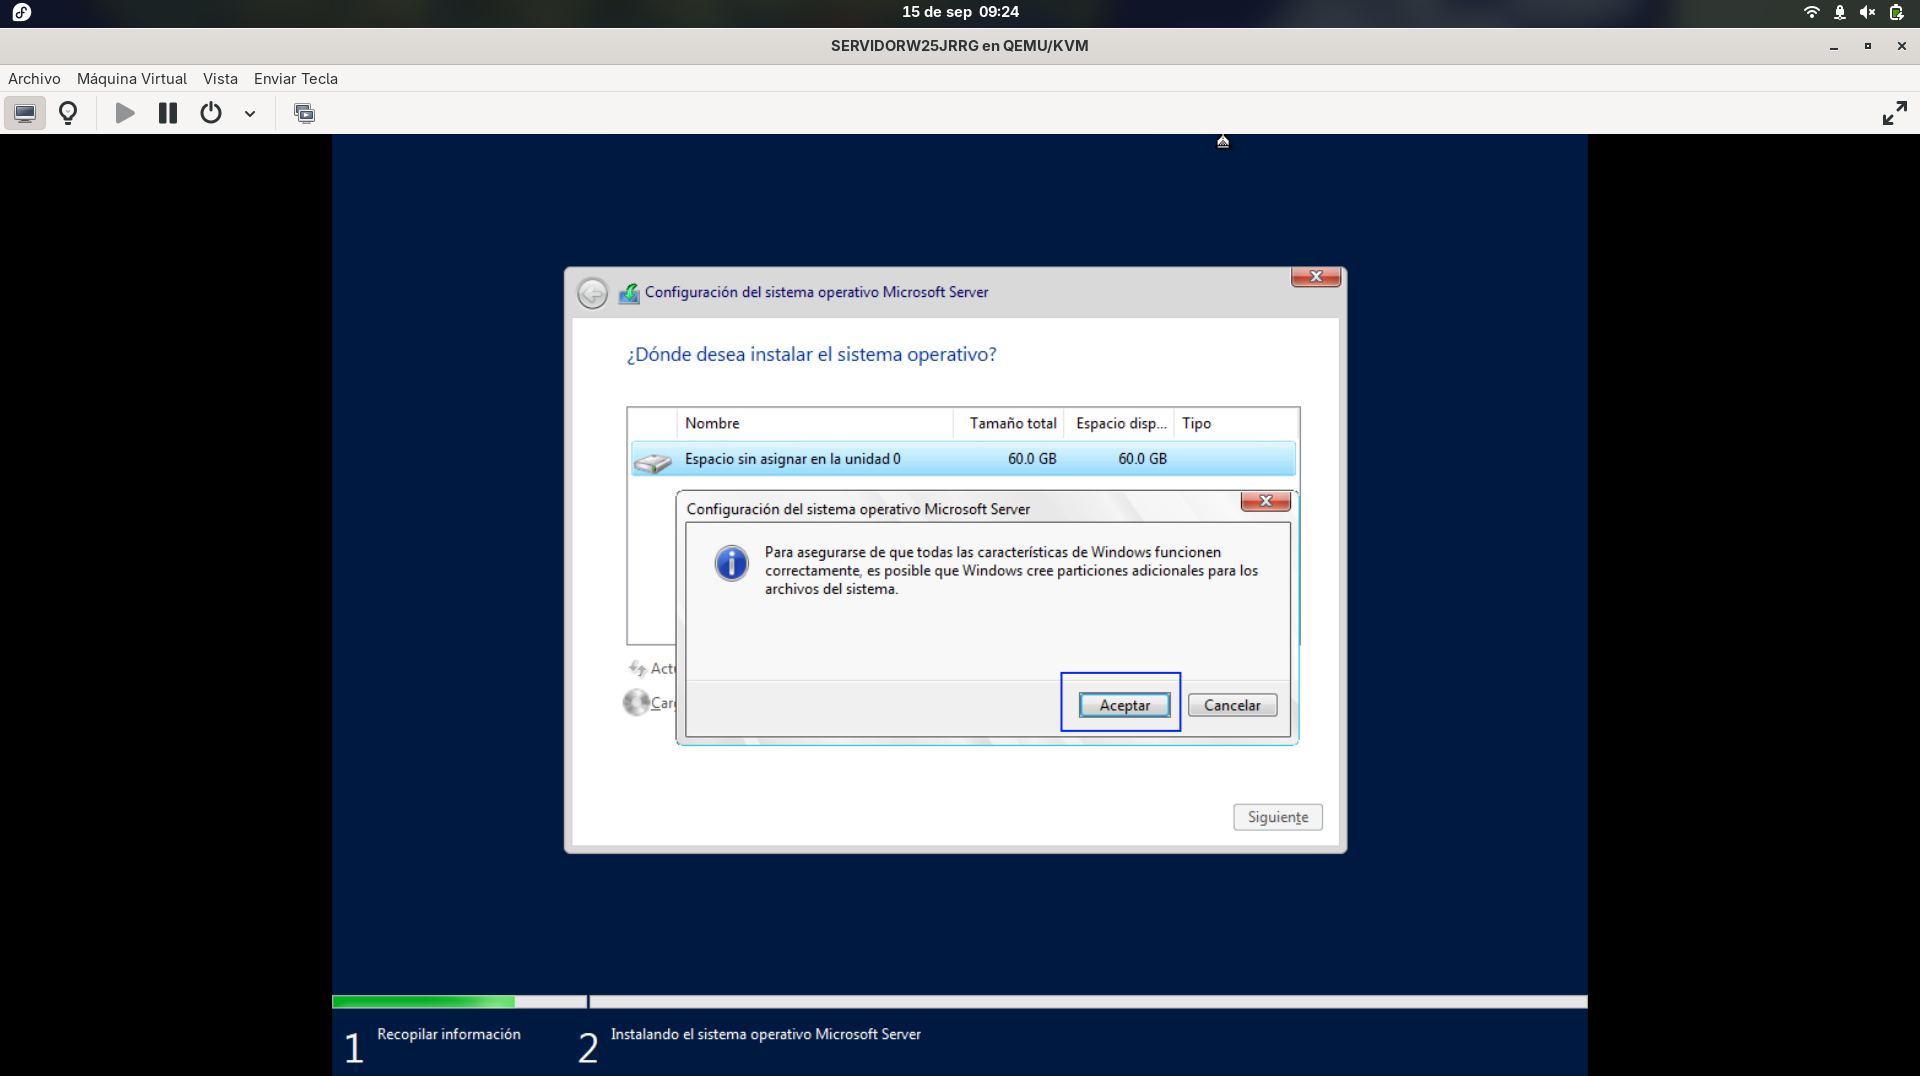 15 de sep 09:24
SERVIDORW25JRRG en QEMU/KVM
Archivo Máquina Virtual Vista Enviar Tecla
Configuración del sistema operativo Microsoft Server
¿Dónde desea instalar el sistema operativo?
Nombre Tamaño total Espacio disp... Tipo
Espacio sin asignar en la unidad 0 60.0 GB 60.0 GB
Configuración del sistema operativo Microsoft Server
Para asegurarse de que todas las características de Windows funcionen
correctamente, es posible que Windows cree particiones adicionales para los
archivos del sistema.
Act
Car
Aceptar Cancelar
Siguiente
1 Recopilar información 2 Instalando el sistema operativo Microsoft Server